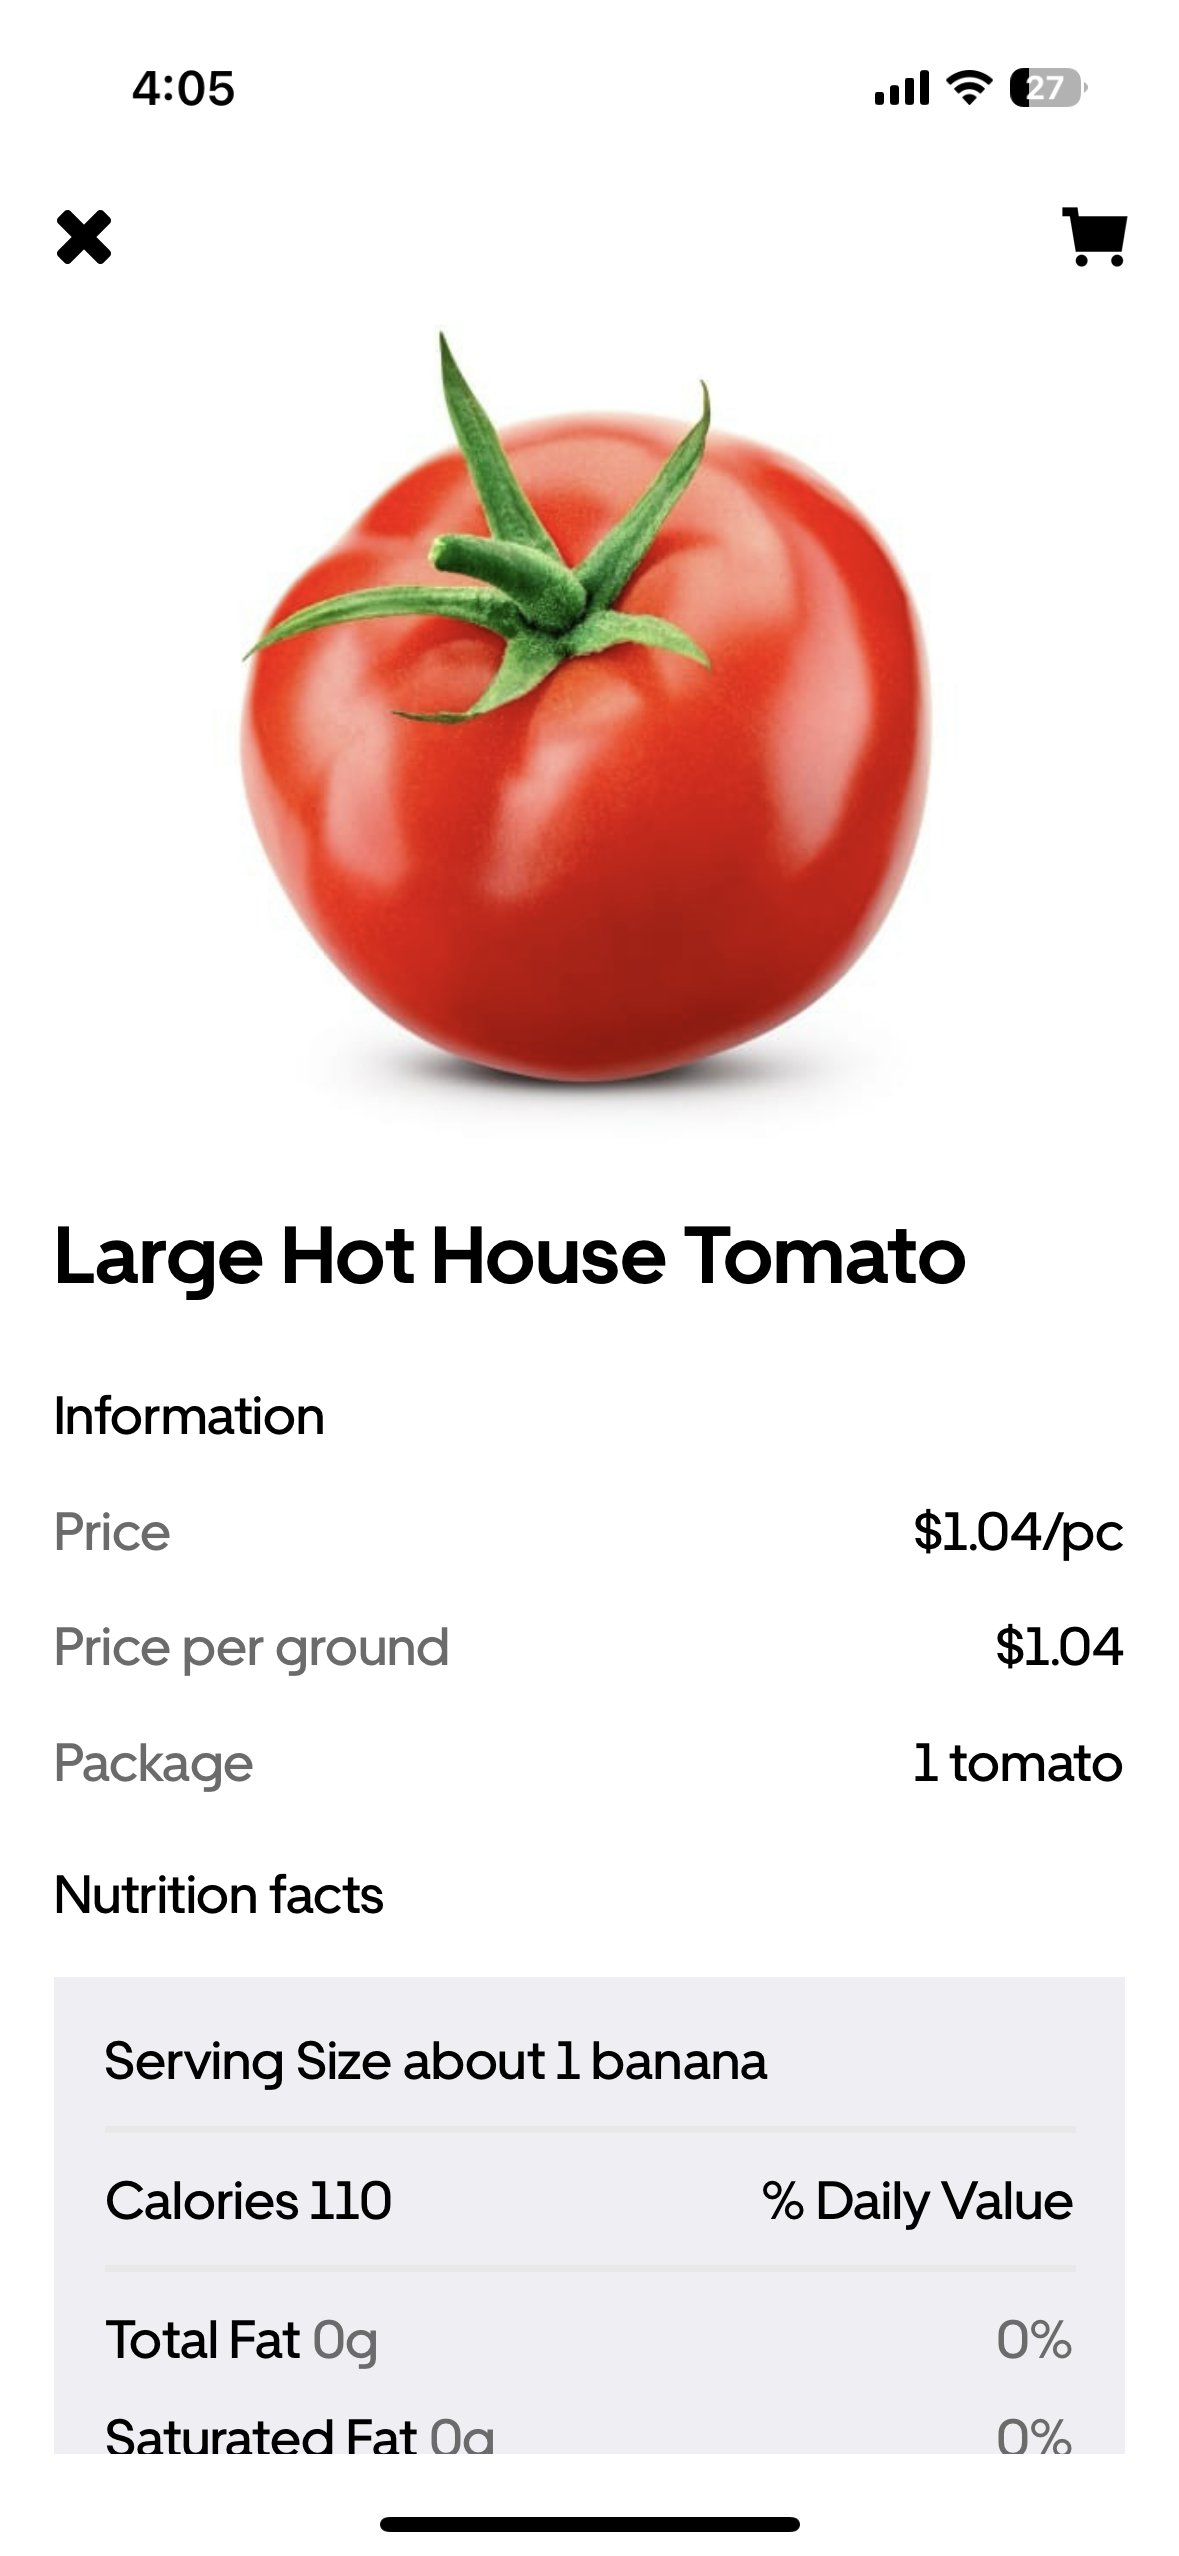 4:05
27
Large Hot House Tomato
Information
Price $1.04/pc
Price per ground $1.04
Package 1 tomato
Nutrition facts
Serving Size about 1 banana
Calories 110 % Daily Value
Total Fat 0g 0%
Saturated Fat 0g 0%